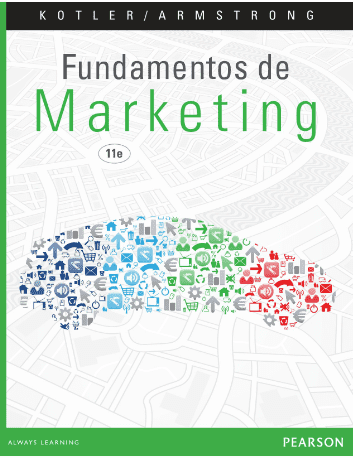 KOTLER/ARMSTRONG
Fundamentos de
Marketing
11e
ALWAYS LEARNING
PEARSON